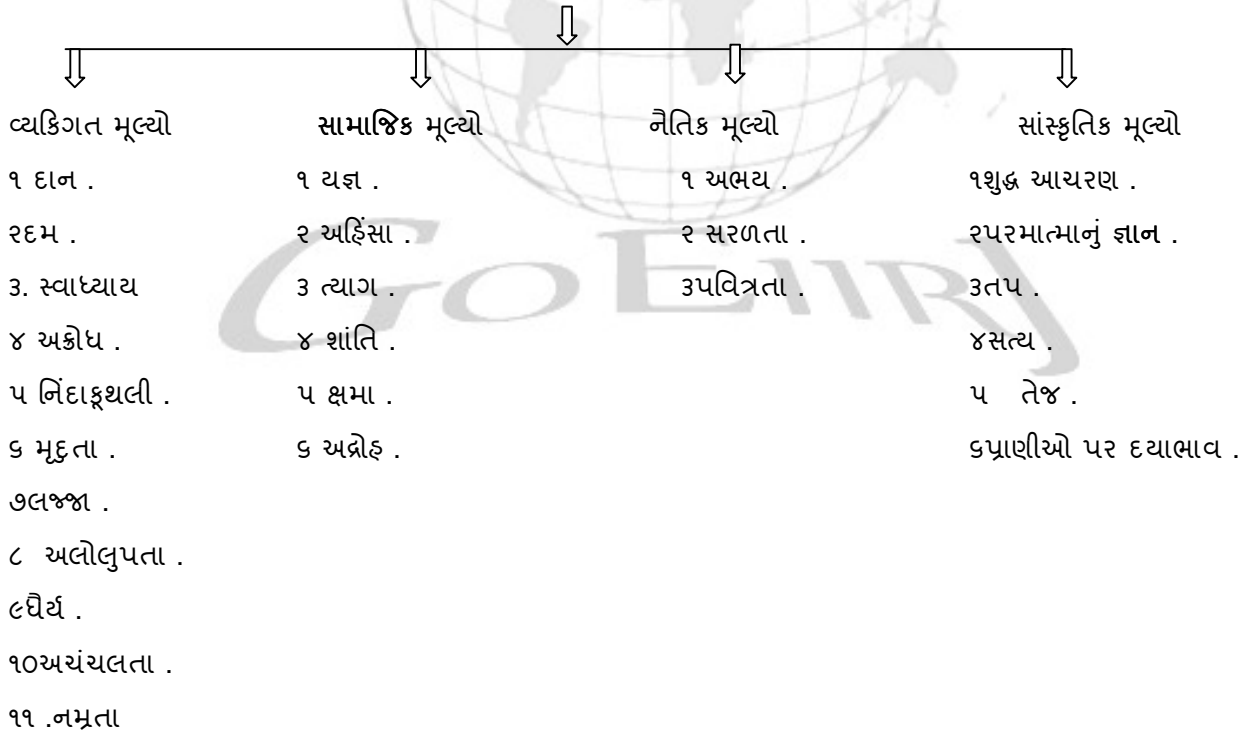 વ્યકિગત મૂલ્યો સામાજિક મૂલ્યો નૈતિક મૂલ્યો સાંસ્કૃતિક મૂલ્યો
૧ દાન . ૧ યજ્ઞ . ૧ અભય . ૧શુદ્ધ આચરણ .
૨દમ . ૨ અહિંસા . ૨ સરળતા . ૨પરમાત્માનું જ્ઞાન .
૩. સ્વાધ્યાય ૩ ત્યાગ . ૩પવિત્રતા . ૩તપ .
૪ અક્રોધ . ૪ શાંતિ . ૪સત્ય .
૫ નિંદાકૂથલી . ૫ ક્ષમા . ૫ તેજ .
૬ મૃદુતા . ૬ અદ્રોહ . ૬પ્રાણીઓ પર દયાભાવ .
૭લજ્જા .
૮ અલોલુપતા .
૯ધૈર્ય .
૧૦અચંચલતા .
૧૧ .નમ્રતા
GOEIIRJ